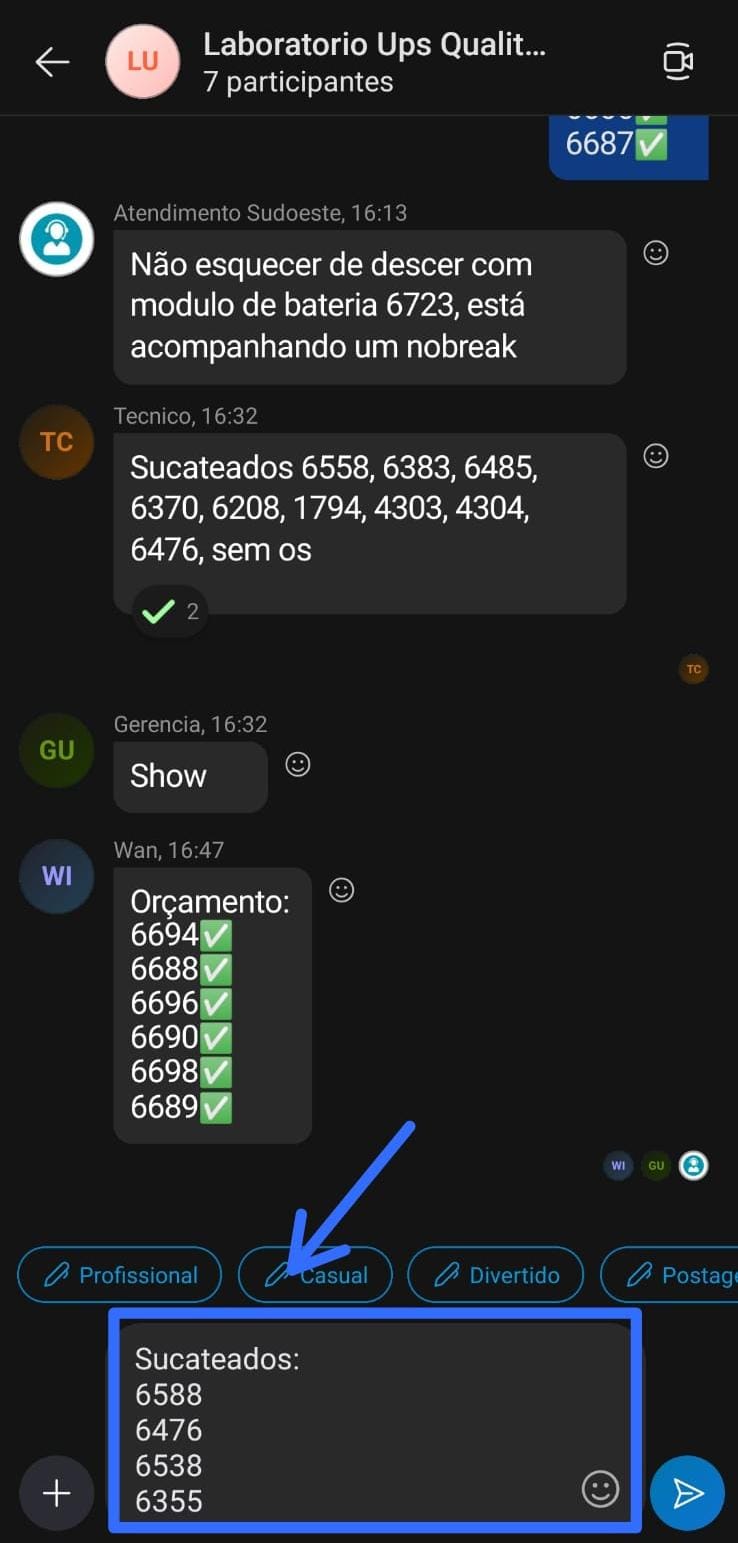 LU
Laboratorio Ups Qualit...
7 participantes
6687✅
Atendimento Sudoeste, 16:13
Não esquecer de descer com
modulo de bateria 6723, está
acompanhando um nobreak
TC
Tecnico, 16:32
Sucateados 6558, 6383, 6485,
6370, 6208, 1794, 4303, 4304,
6476, sem os
2
TC
GU
Gerencia, 16:32
Show
WI
Wan, 16:47
Orçamento:
6694✅
6688✅
6696✅
6690✅
6698✅
6689✅
WI GU
Profissional Casual Divertido Postage
Sucateados:
6588
6476
6538
6355